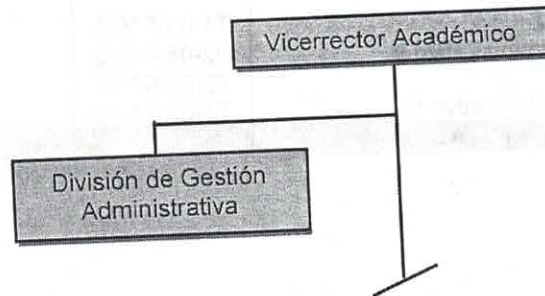 Vicerrector Académico
División de Gestión
Administrativa